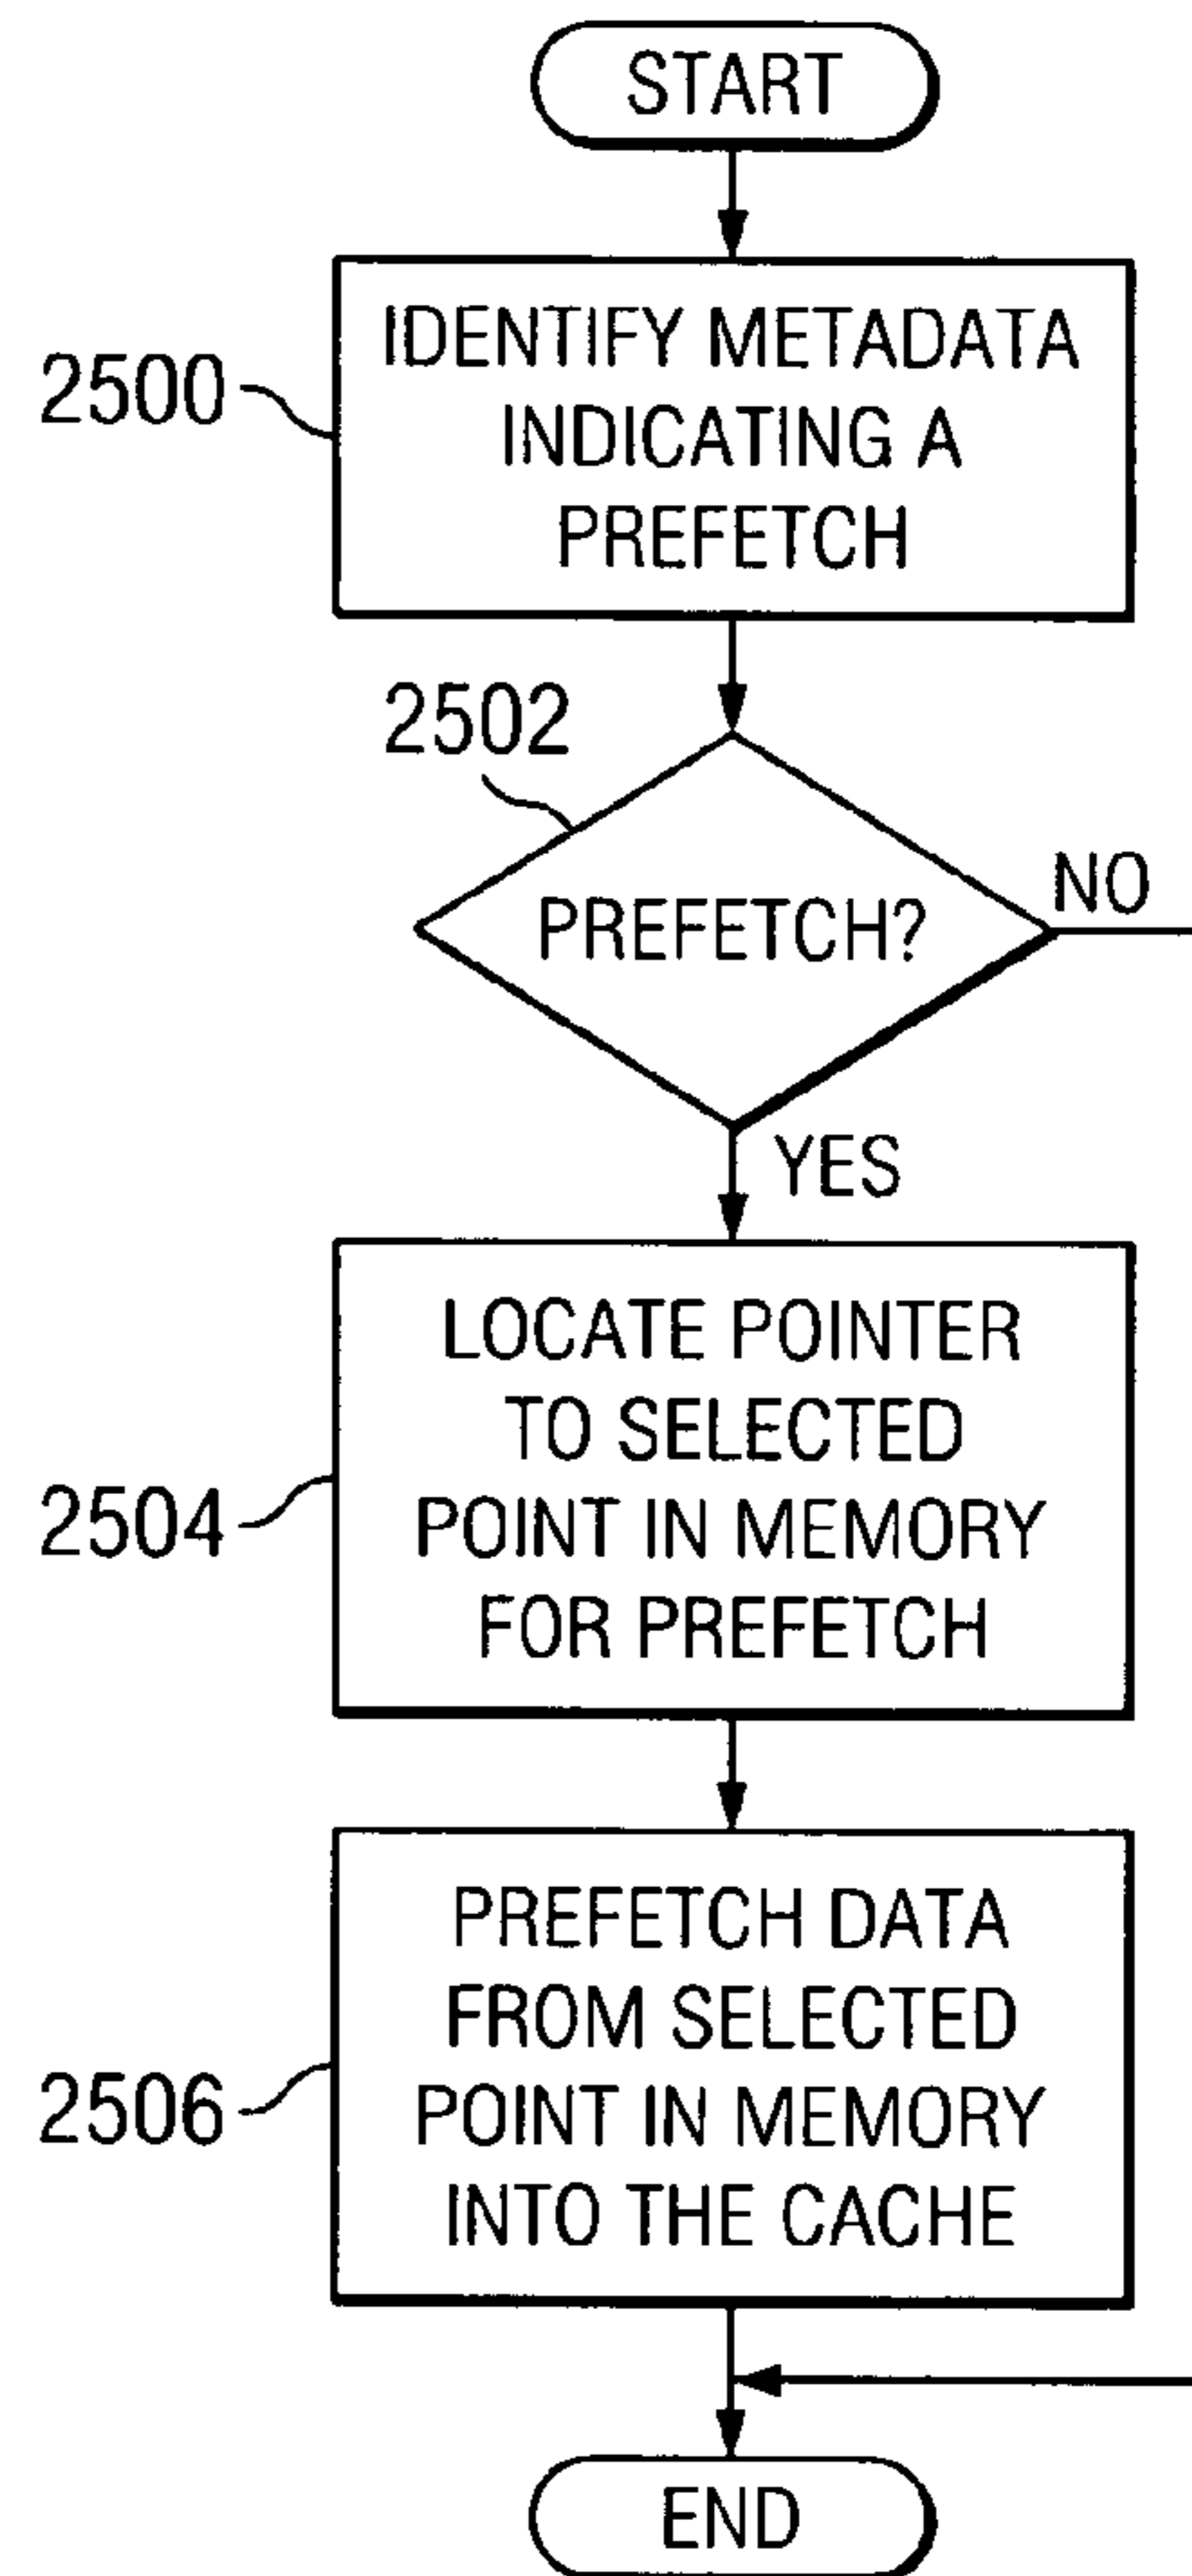 START
2500
IDENTIFY METADATA
INDICATING A
PREFETCH
2502
PREFETCH?
NO
YES
2504
LOCATE POINTER
TO SELECTED
POINT IN MEMORY
FOR PREFETCH
2506
PREFETCH DATA
FROM SELECTED
POINT IN MEMORY
INTO THE CACHE
END